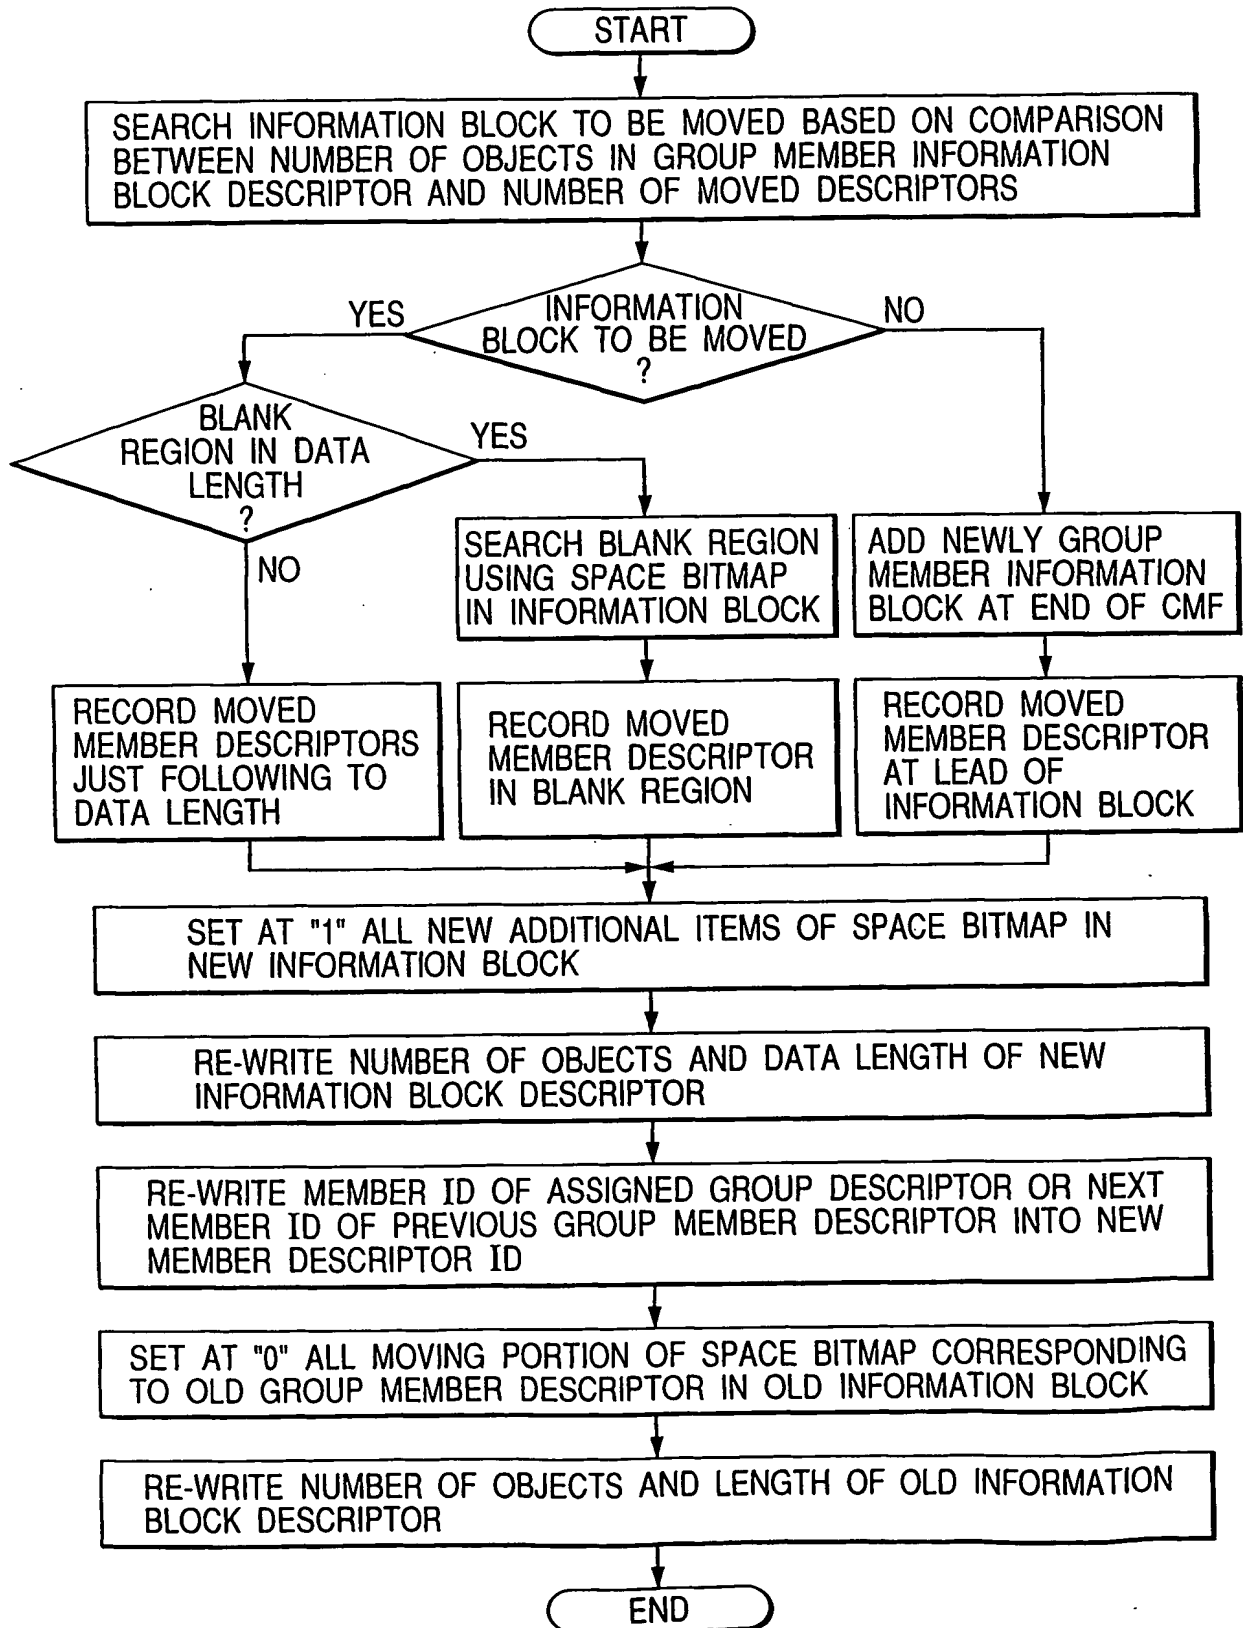 START
SEARCH INFORMATION BLOCK TO BE MOVED BASED ON COMPARISON
BETWEEN NUMBER OF OBJECTS IN GROUP MEMBER INFORMATION
BLOCK DESCRIPTOR AND NUMBER OF MOVED DESCRIPTORS
INFORMATION
BLOCK TO BE MOVED
?
YES
NO
BLANK
REGION IN DATA
LENGTH
?
YES
NO
SEARCH BLANK REGION
USING SPACE BITMAP
IN INFORMATION BLOCK
ADD NEWLY GROUP
MEMBER INFORMATION
BLOCK AT END OF CMF
RECORD MOVED
MEMBER DESCRIPTORS
JUST FOLLOWING TO
DATA LENGTH
RECORD MOVED
MEMBER DESCRIPTOR
IN BLANK REGION
RECORD MOVED
MEMBER DESCRIPTOR
AT LEAD OF
INFORMATION BLOCK
SET AT "1" ALL NEW ADDITIONAL ITEMS OF SPACE BITMAP IN
NEW INFORMATION BLOCK
RE-WRITE NUMBER OF OBJECTS AND DATA LENGTH OF NEW
INFORMATION BLOCK DESCRIPTOR
RE-WRITE MEMBER ID OF ASSIGNED GROUP DESCRIPTOR OR NEXT
MEMBER ID OF PREVIOUS GROUP MEMBER DESCRIPTOR INTO NEW
MEMBER DESCRIPTOR ID
SET AT "0" ALL MOVING PORTION OF SPACE BITMAP CORRESPONDING
TO OLD GROUP MEMBER DESCRIPTOR IN OLD INFORMATION BLOCK
RE-WRITE NUMBER OF OBJECTS AND LENGTH OF OLD INFORMATION
BLOCK DESCRIPTOR
END